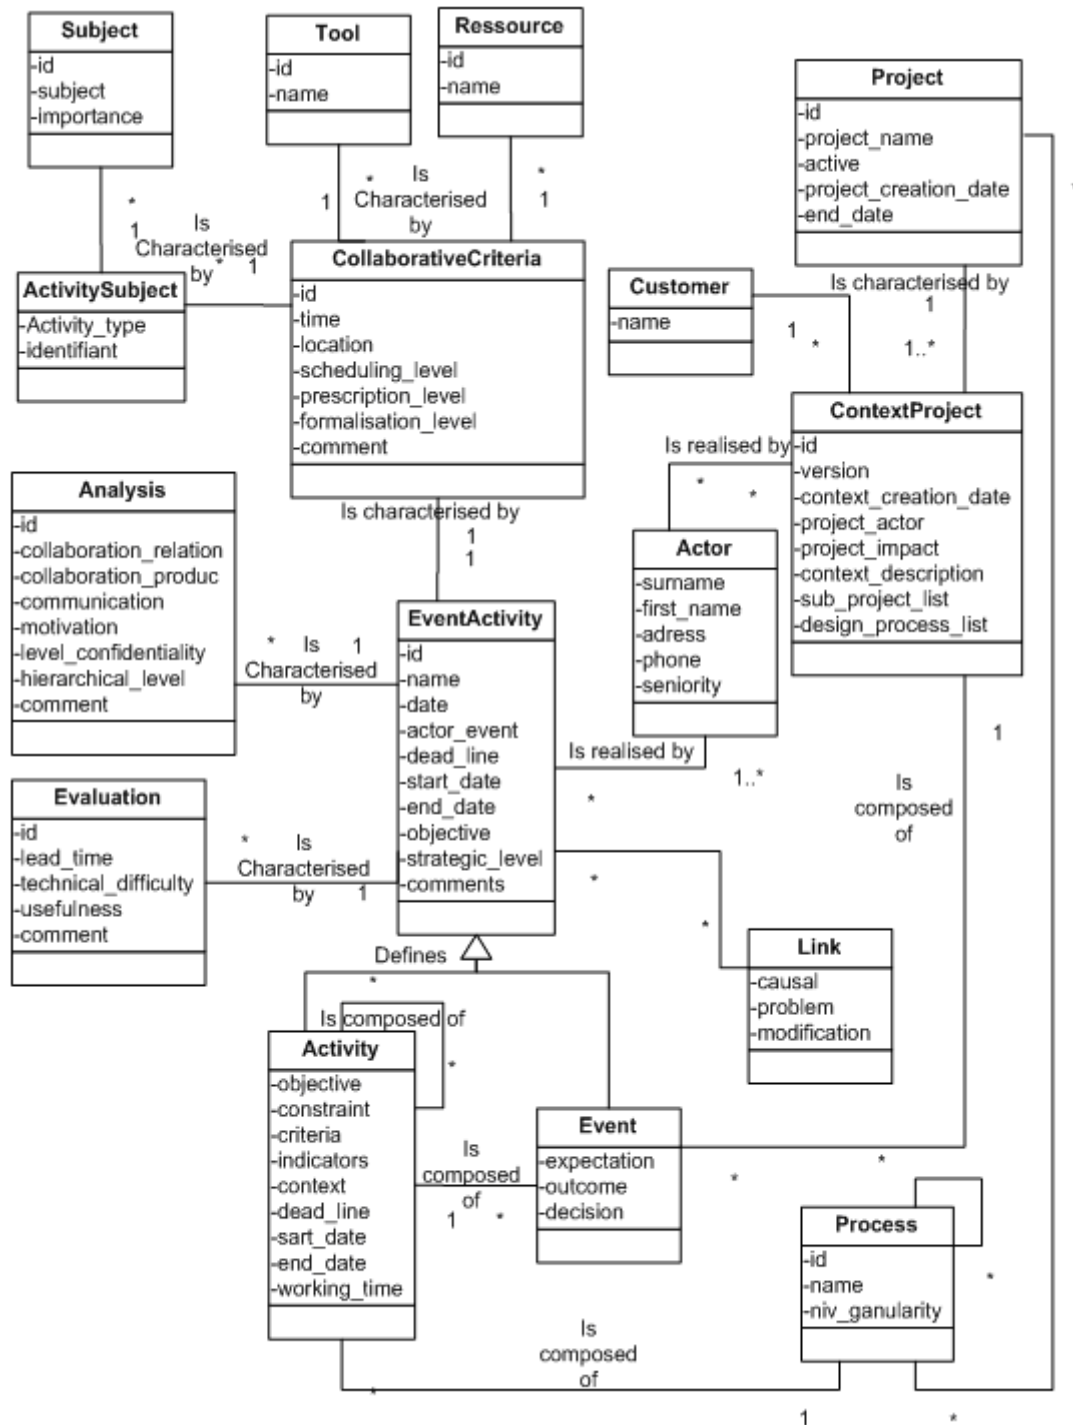 Subject
-id
-subject
-importance
Tool
-id
-name
Ressource
-id
-name
Project
-id
-project_name
-active
-project_creation_date
-end_date
*
*
1
Is
Characterised
by
*
1
1
*
Is
Characterised
by
*
1
ActivitySubject
-Activity_type
-identifiant
CollaborativeCriteria
-id
-time
-location
-scheduling_level
-prescription_level
-formalisation_level
-comment
Customer
-name
1
*
Is characterised by
1
1..*
ContextProject
-id
-version
-context_creation_date
-project_actor
-project_impact
-context_description
-sub_project_list
-design_process_list
Is realised by
*
*
Analysis
-id
-collaboration_relation
-collaboration_produc
-communication
-motivation
-level_confidentiality
-hierarchical_level
-comment
Is characterised by
1
1
Actor
-surname
-first_name
-adress
-phone
-seniority
EventActivity
-id
-name
-date
-actor_event
-dead_line
-start_date
-end_date
-objective
-strategic_level
-comments
*
Is
Characterised
by
1
Is realised by
1..*
*
1
Is
composed
of
Evaluation
-id
-lead_time
-technical_difficulty
-usefulness
-comment
*
Is
Characterised
by
1
*
*
Link
-causal
-problem
-modification
Defines
*
Is composed of
*
Activity
-objective
-constraint
-criteria
-indicators
-context
-dead_line
-sart_date
-end_date
-working_time
Is
composed
of
1
*
Event
-expectation
-outcome
-decision
*
*
Process
-id
-name
-niv_ganularity
*
Is
composed
of
*
1
*